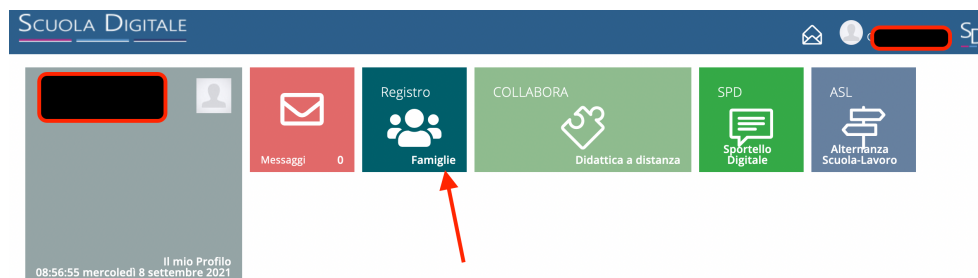 SCUOLA DIGITALE
Registro
COLLABORA
SPD
ASL
Messaggi 0
Famiglie
Didattica a distanza
Sportello
Digitale
Alternanza
Scuola-Lavoro
Il mio Profilo
08:56:55 mercoledì 8 settembre 2021